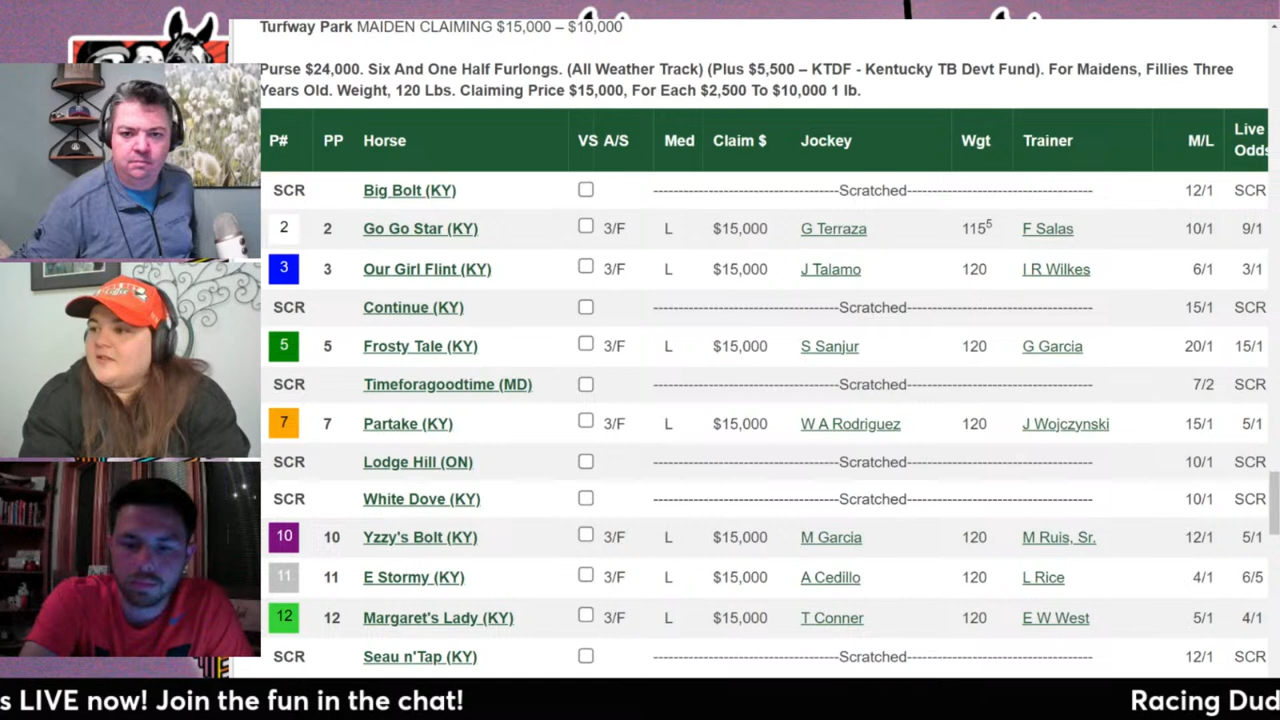 Turfway Park MAIDEN CLAIMING $15,000 – $10,000
Purse $24,000. Six And One Half Furlongs. (All Weather Track) (Plus $5,500 – KTDF - Kentucky TB Devt Fund). For Maidens, Fillies Three
Years Old. Weight, 120 Lbs. Claiming Price $15,000, For Each $2,500 To $10,000 1 lb.
P# PP Horse VS A/S Med Claim $ Jockey Wgt Trainer M/L Live Odds
SCR Big Bolt (KY) ----Scratched---- 12/1 SCR
2 2 Go Go Star (KY) 3/F L $15,000 G Terraza 115⁵ F Salas 10/1 9/1
3 3 Our Girl Flint (KY) 3/F L $15,000 J Talamo 120 I R Wilkes 6/1 3/1
SCR Continue (KY) ----Scratched---- 15/1 SCR
5 5 Frosty Tale (KY) 3/F L $15,000 S Sanjur 120 G Garcia 20/1 15/1
SCR Timeforagoodtime (MD) ----Scratched---- 7/2 SCR
7 7 Partake (KY) 3/F L $15,000 W A Rodriguez 120 J Wojczynski 15/1 5/1
SCR Lodge Hill (ON) ----Scratched---- 10/1 SCR
SCR White Dove (KY) ----Scratched---- 10/1 SCR
10 10 Yzzy's Bolt (KY) 3/F L $15,000 M Garcia 120 M Ruis, Sr. 12/1 5/1
11 11 E Stormy (KY) 3/F L $15,000 A Cedillo 120 L Rice 4/1 6/5
12 12 Margaret's Lady (KY) 3/F L $15,000 T Conner 120 E W West 5/1 4/1
SCR Seau n'Tap (KY) ----Scratched---- 12/1 SCR
s LIVE now! Join the fun in the chat! Racing Dud